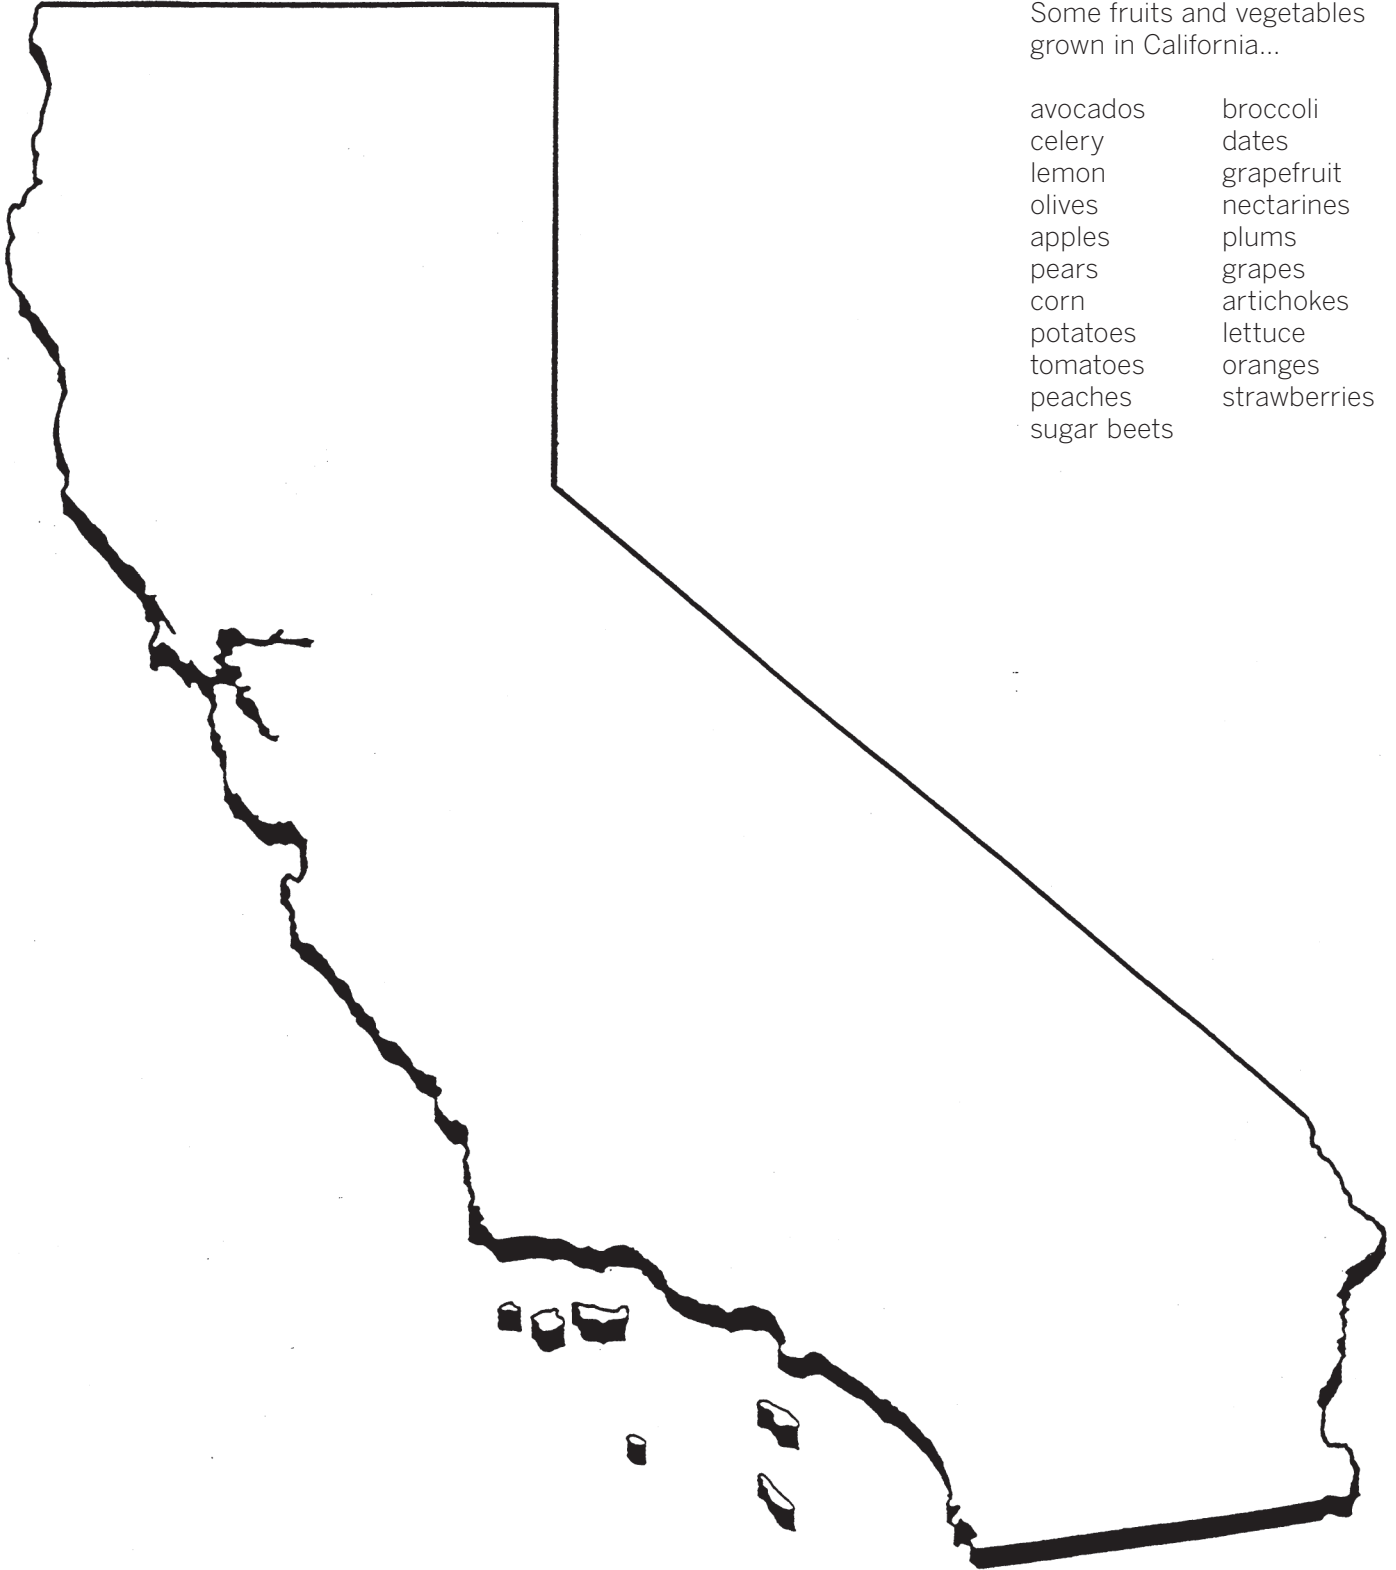 Some fruits and vegetables
grown in California...
avocados
celery
lemon
olives
apples
pears
corn
potatoes
tomatoes
peaches
sugar beets
broccoli
dates
grapefruit
nectarines
plums
grapes
artichokes
lettuce
oranges
strawberries